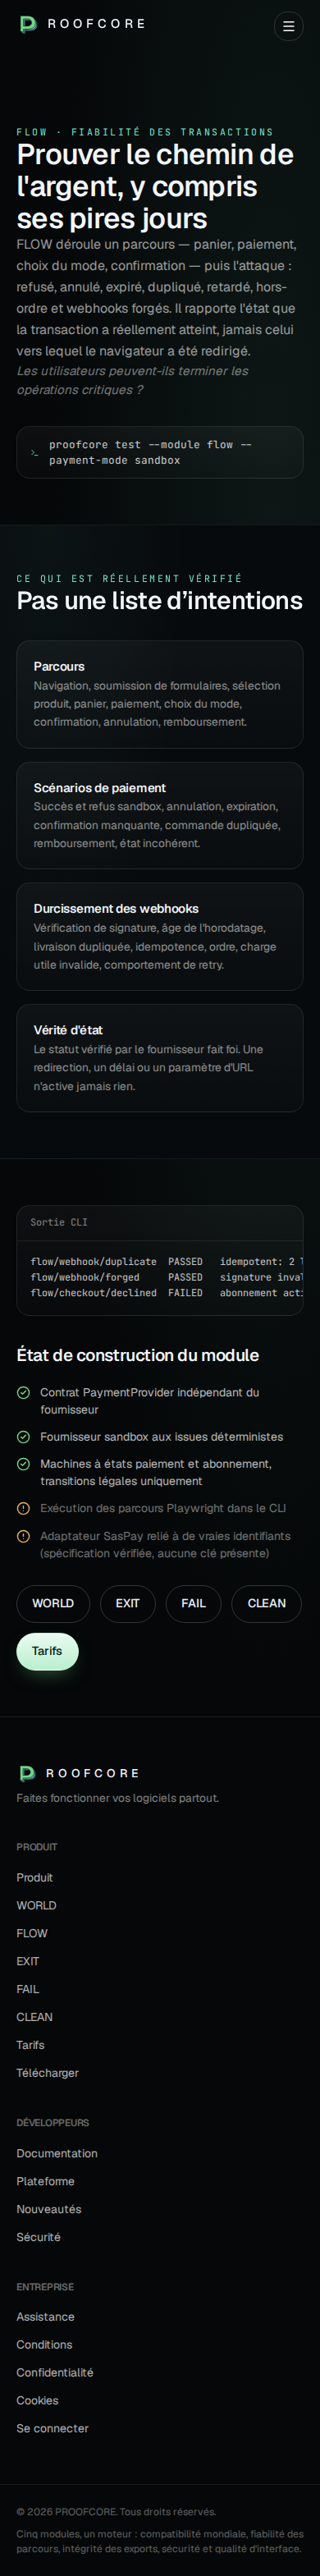 ROOFCORE
FLOW · FIABILITÉ DES TRANSACTIONS
Prouver le chemin de
l'argent, y compris
ses pires jours
FLOW déroule un parcours — panier, paiement,
choix du mode, confirmation — puis l'attaque :
refusé, annulé, expiré, dupliqué, retardé, hors-
ordre et webhooks forgés. Il rapporte l'état que
la transaction a réellement atteint, jamais celui
vers lequel le navigateur a été redirigé.
Les utilisateurs peuvent-ils terminer les
opérations critiques ?
proofcore test --module flow --
payment-mode sandbox
CE QUI EST RÉELLEMENT VÉRIFIÉ
Pas une liste d’intentions
Parcours
Navigation, soumission de formulaires, sélection
produit, panier, paiement, choix du mode,
confirmation, annulation, remboursement.
Scénarios de paiement
Succès et refus sandbox, annulation, expiration,
confirmation manquante, commande dupliquée,
remboursement, état incohérent.
Durcissement des webhooks
Vérification de signature, âge de l'horodatage,
livraison dupliquée, idempotence, ordre, charge
utile invalide, comportement de retry.
Vérité d'état
Le statut vérifié par le fournisseur fait foi. Une
redirection, un délai ou un paramètre d'URL
n'active jamais rien.
Sortie CLI
flow/webhook/duplicate PASSED idempotent: 2
flow/webhook/forged PASSED signature
flow/checkout/declined FAILED abonnement
État de construction du module
Contrat PaymentProvider indépendant du
fournisseur
Fournisseur sandbox aux issues déterministes
Machines à états paiement et abonnement,
transitions légales uniquement
Exécution des parcours Playwright dans le CLI
Adaptateur SasPay relié à de vraies identifiants
(spécification vérifiée, aucune clé présente)
WORLD EXIT FAIL CLEAN
Tarifs
ROOFCORE
Faites fonctionner vos logiciels partout.
PRODUIT
Produit
WORLD
FLOW
EXIT
FAIL
CLEAN
Tarifs
Télécharger
DÉVELOPPEURS
Documentation
Plateforme
Nouveautés
Sécurité
ENTREPRISE
Assistance
Conditions
Confidentialité
Cookies
Se connecter
© 2026 PROOFCORE. Tous droits réservés.
Cinq modules, un moteur : compatibilité mondiale, fiabilité des
parcours, intégrité des exports, sécurité et qualité d'interface.